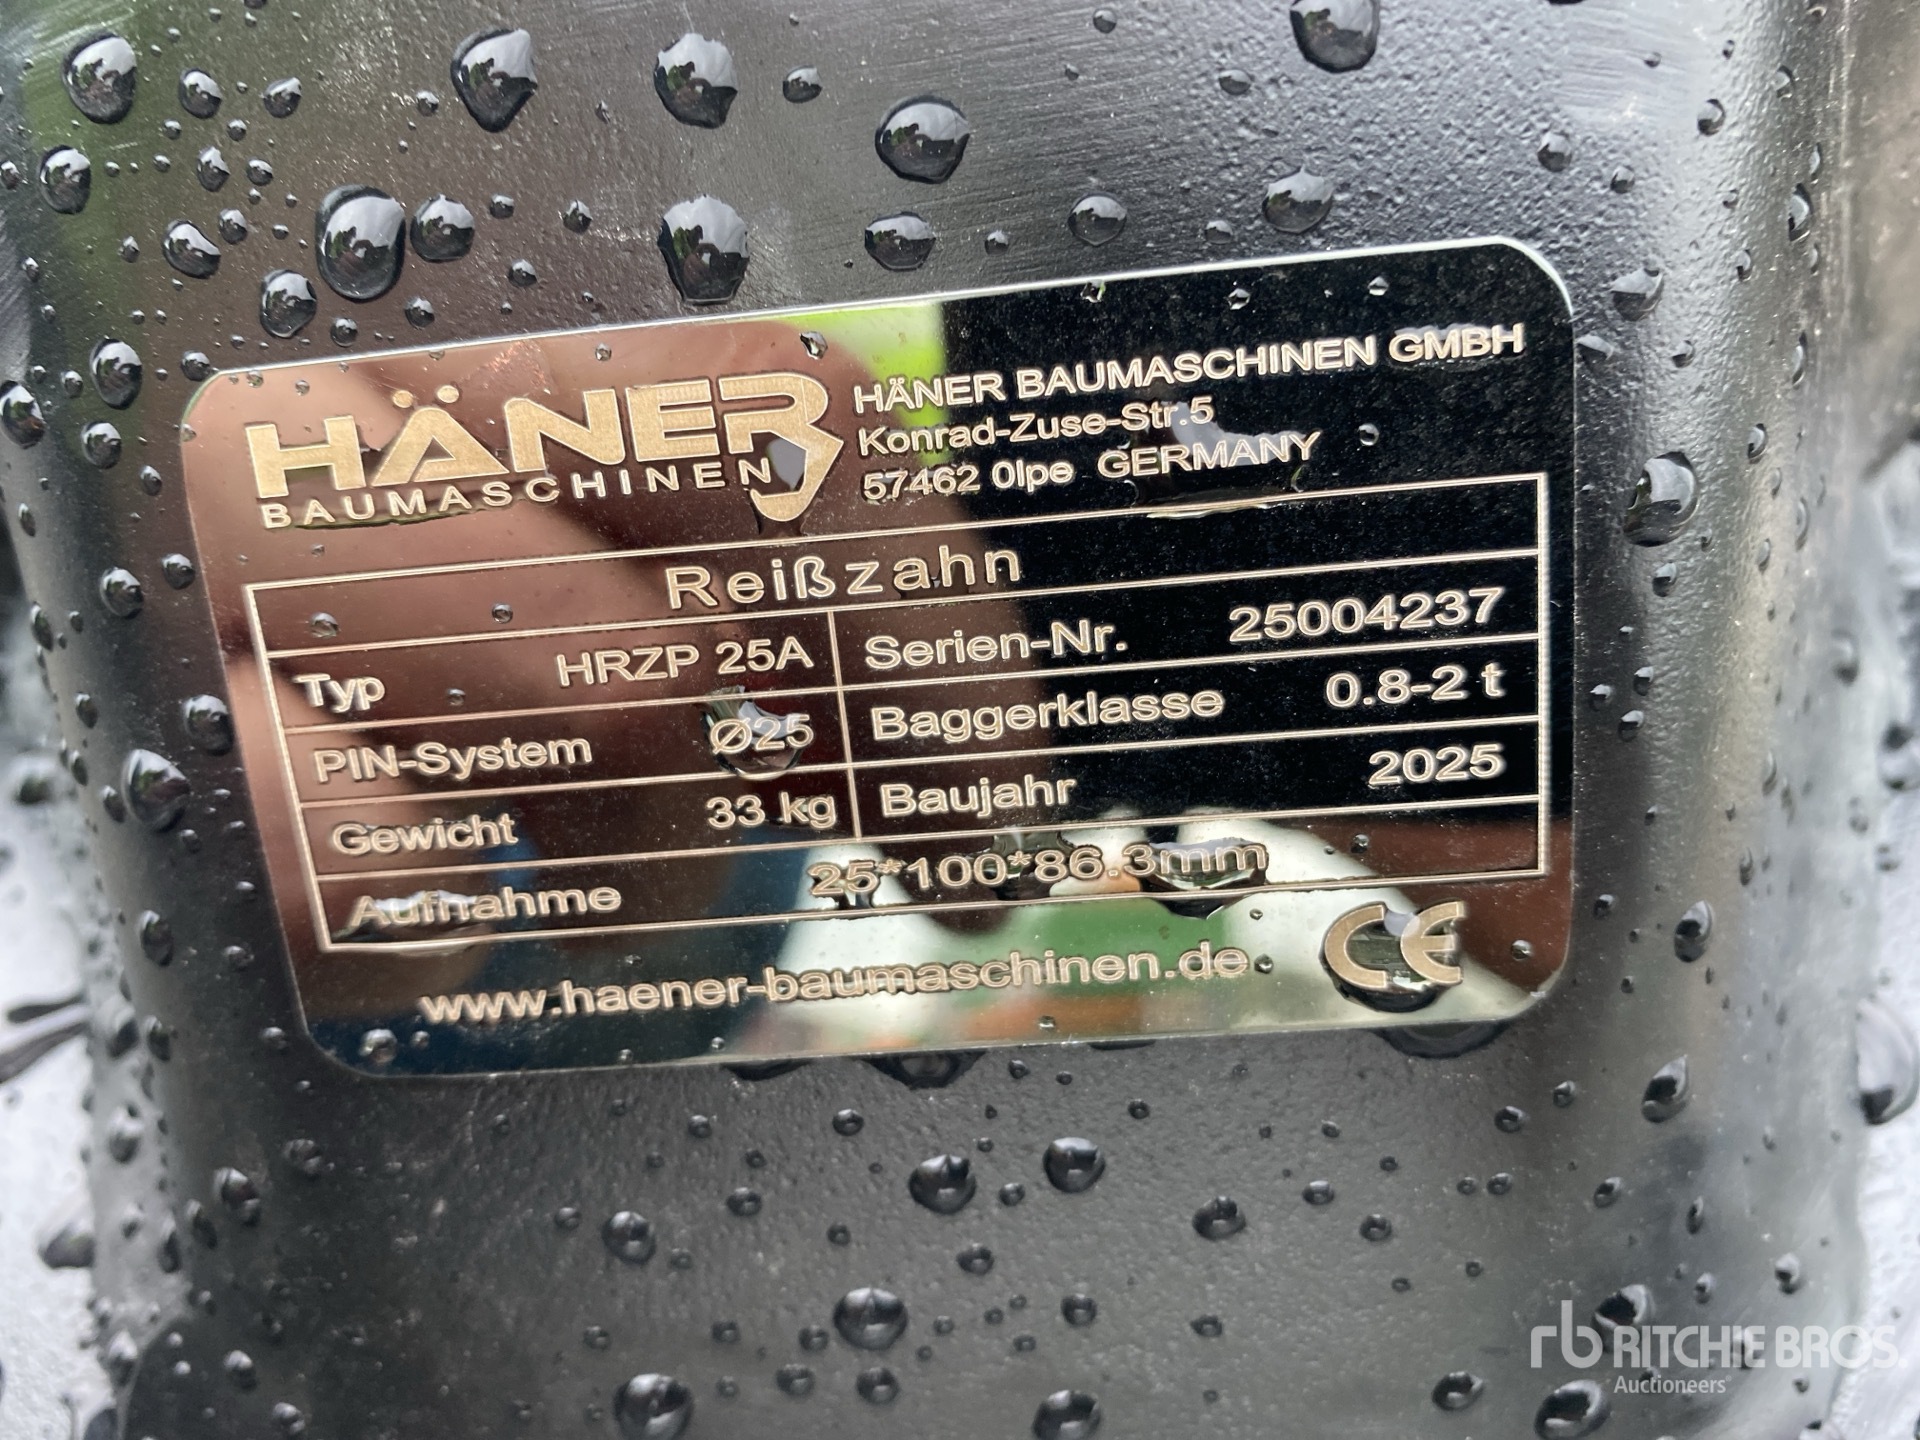 HÄNER
BAUMASCHINEN
HÄNER BAUMASCHINEN GMBH
Konrad-Zuse-Str.5
57462 Olpe GERMANY
Reißzahn
Typ HRZP 25A Serien-Nr. 25004237
PIN-System Ø25 Baggerklasse 0.8-2 t
Gewicht 33 kg Baujahr 2025
Aufnahme 25*100*86.3mm
www.haener-baumaschinen.de CE
rb RITCHIE BROS.
Auctioneers